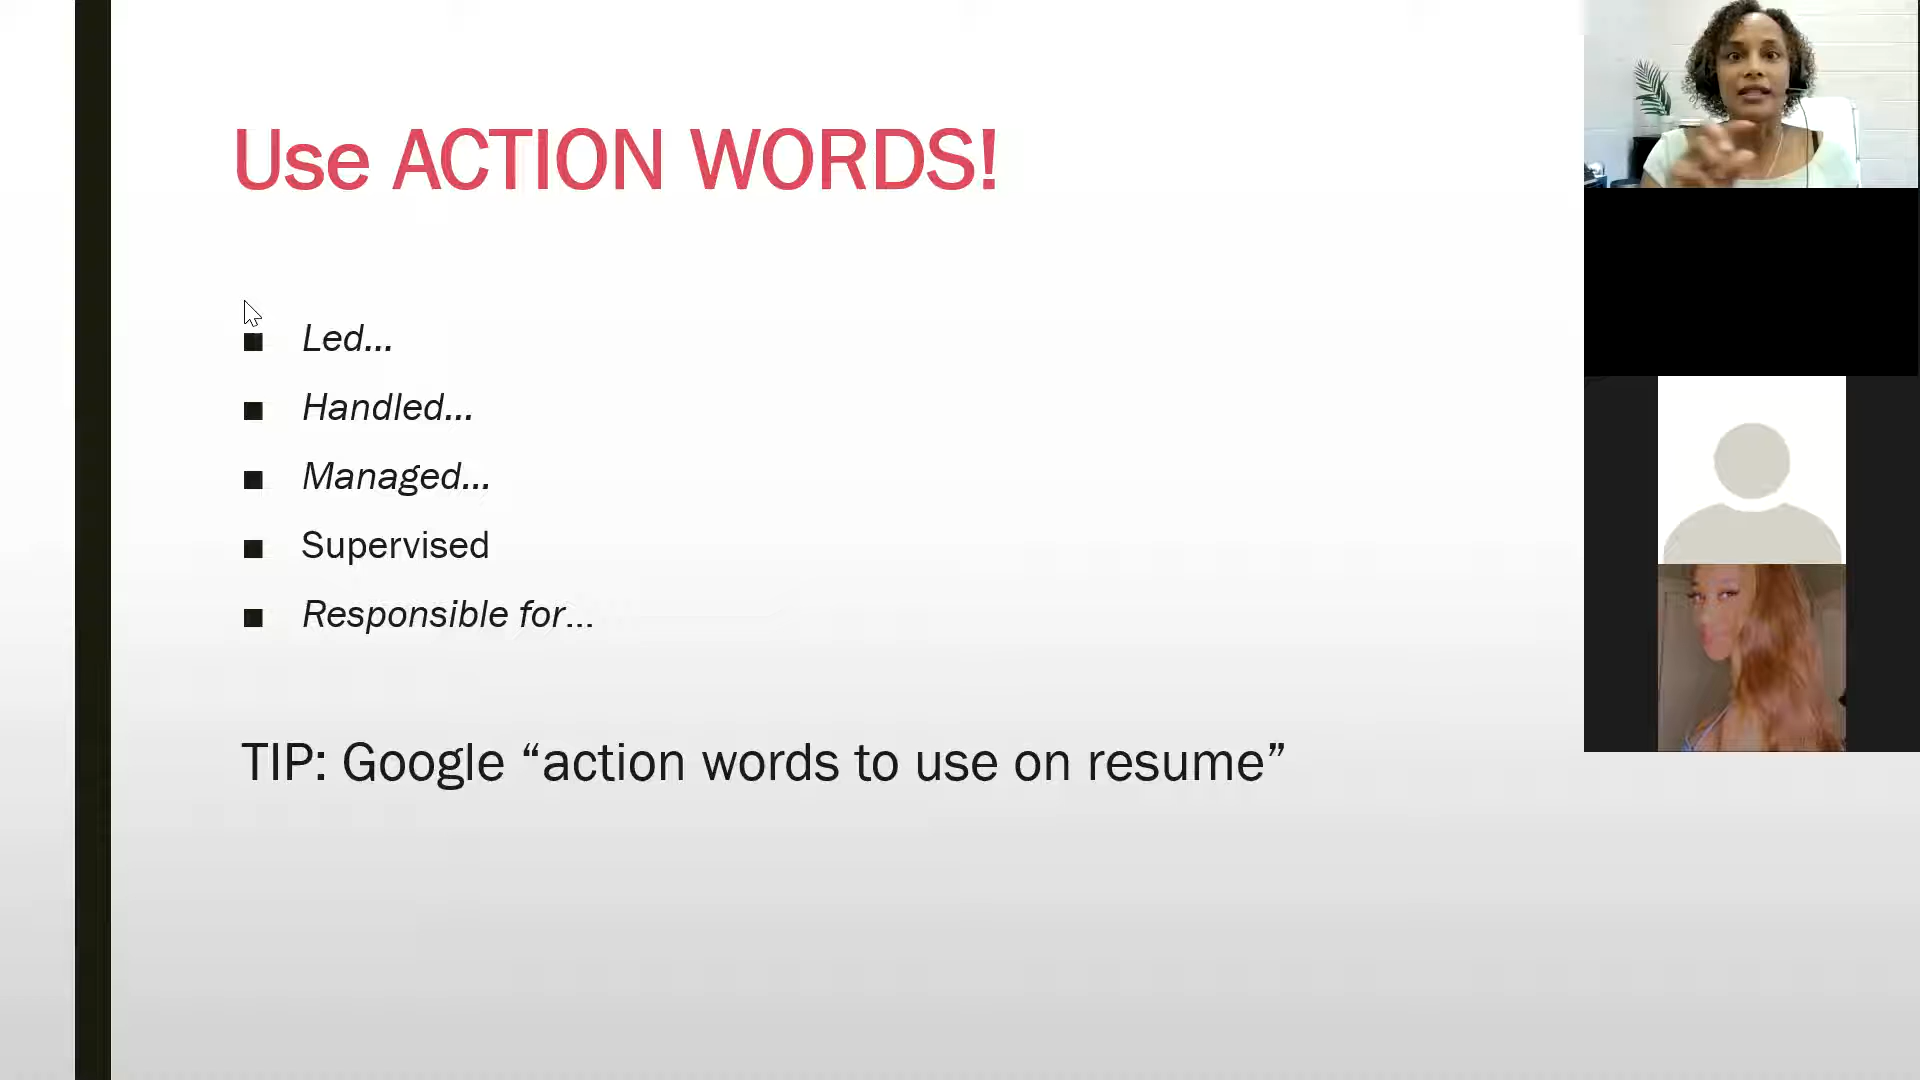 Use ACTION WORDS!
Led...
Handled...
Managed...
Supervised
Responsible for...
TIP: Google “action words to use on resume”